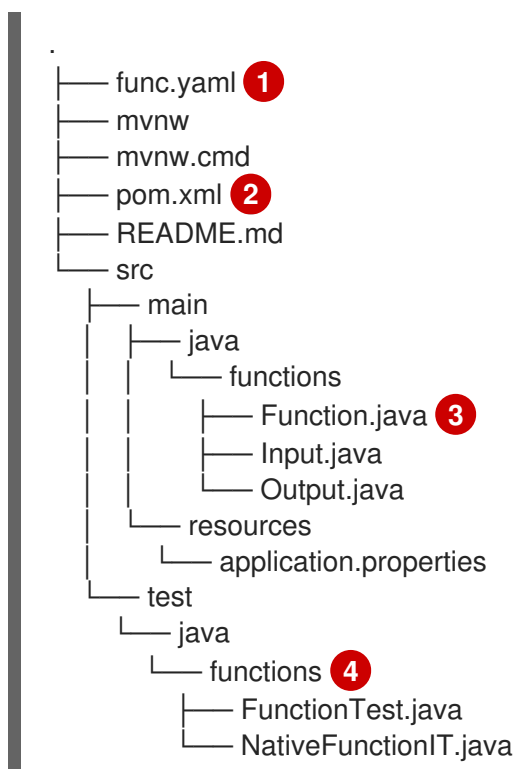 .
├── func.yaml 1
├── mvnw
├── mvnw.cmd
├── pom.xml 2
├── README.md
└── src
    ├── main
    │   ├── java
    │   │   └── functions
    │   │       ├── Function.java 3
    │   │       ├── Input.java
    │   │       └── Output.java
    │   └── resources
    │       └── application.properties
    └── test
        └── java
            └── functions 4
                ├── FunctionTest.java
                └── NativeFunctionIT.java